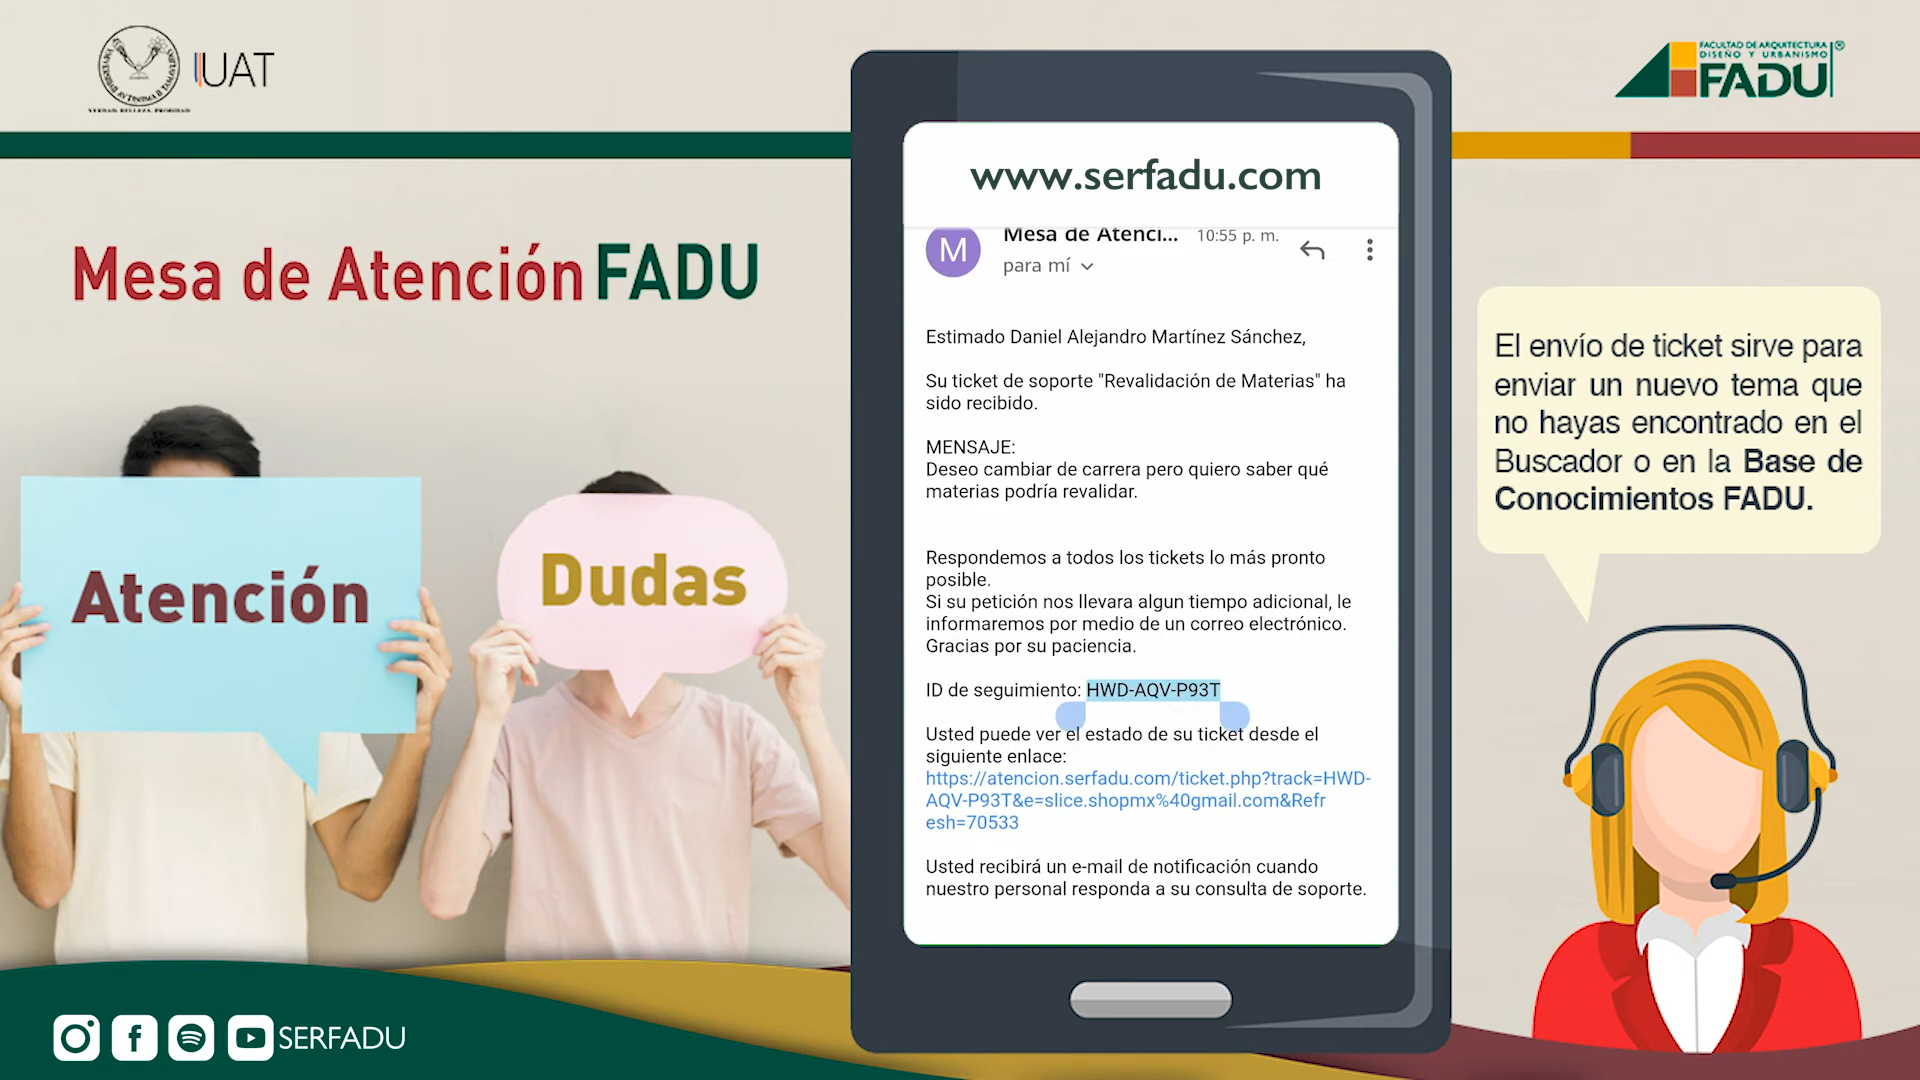 UAT
VERDAD, BELLEZA, PROBIDAD
FACULTAD DE ARQUITECTURA
DISEÑO Y URBANISMO
FADU
®
Mesa de Atención FADU
Atención
Dudas
www.serfadu.com
M
Mesa de Atenci...
10:55 p. m.
para mí
Estimado Daniel Alejandro Martínez Sánchez,
Su ticket de soporte "Revalidación de Materias" ha
sido recibido.
MENSAJE:
Deseo cambiar de carrera pero quiero saber qué
materias podría revalidar.
Respondemos a todos los tickets lo más pronto
posible.
Si su petición nos llevara algun tiempo adicional, le
informaremos por medio de un correo electrónico.
Gracias por su paciencia.
ID de seguimiento: HWD-AQV-P93T
Usted puede ver el estado de su ticket desde el
siguiente enlace:
https://atencion.serfadu.com/ticket.php?track=HWD-
AQV-P93T&e=slice.shopmx%40gmail.com&Refr
esh=70533
Usted recibirá un e-mail de notificación cuando
nuestro personal responda a su consulta de soporte.
El envío de ticket sirve para
enviar un nuevo tema que
no hayas encontrado en el
Buscador o en la Base de
Conocimientos FADU.
SERFADU